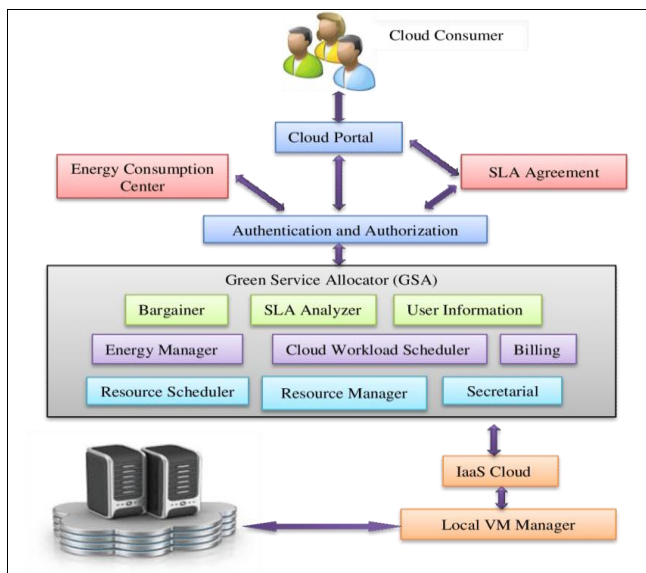 Cloud Consumer
Cloud Portal
Energy Consumption
Center
SLA Agreement
Authentication and Authorization
Green Service Allocator (GSA)
Bargainer
SLA Analyzer
User Information
Energy Manager
Cloud Workload Scheduler
Billing
Resource Scheduler
Resource Manager
Secretarial
IaaS Cloud
Local VM Manager